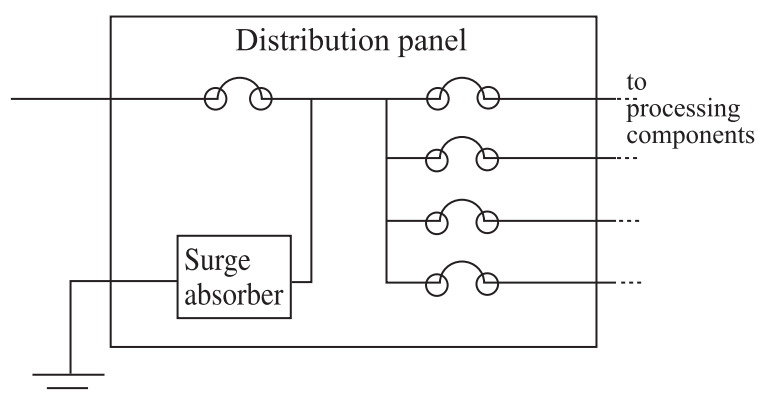 Distribution panel
to
processing
components
Surge
absorber